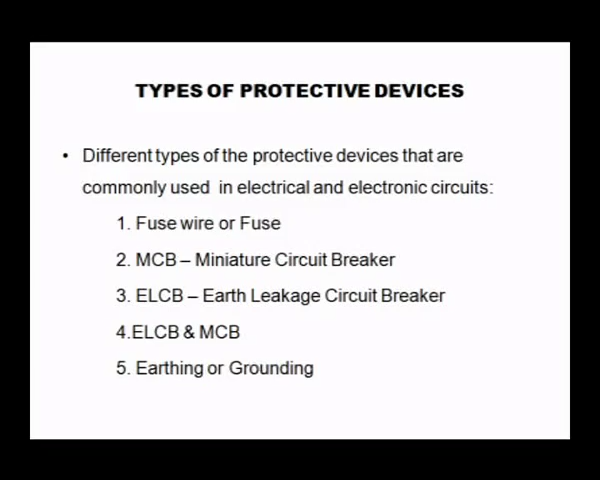 TYPES OF PROTECTIVE DEVICES
• Different types of the protective devices that are
commonly used in electrical and electronic circuits:
1. Fuse wire or Fuse
2. MCB – Miniature Circuit Breaker
3. ELCB – Earth Leakage Circuit Breaker
4.ELCB & MCB
5. Earthing or Grounding